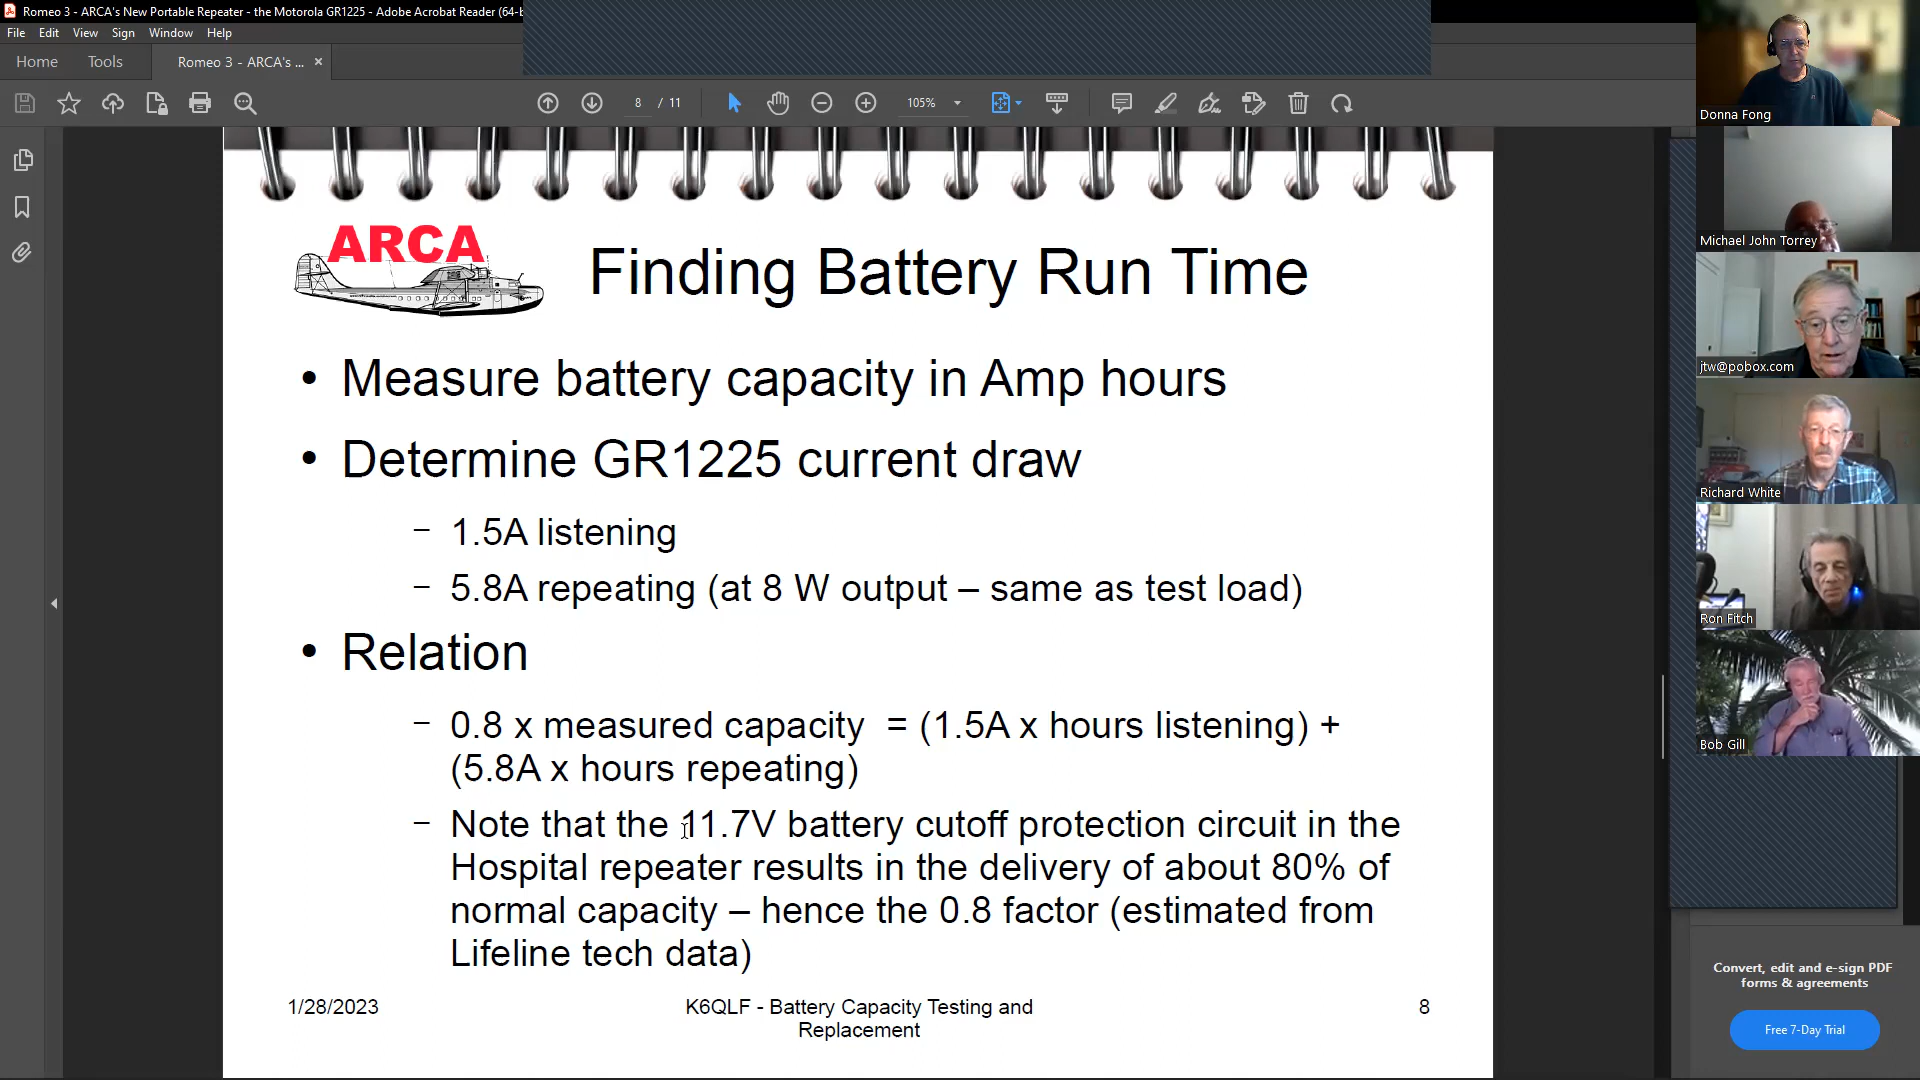 Romeo 3 - ARCA's New Portable Repeater - the Motorola GR1225 - Adobe Acrobat Reader (64-b
File Edit View Sign Window Help
Home Tools Romeo 3 - ARCA's ... ×
8 / 11 105%
ARCA
Finding Battery Run Time
• Measure battery capacity in Amp hours
• Determine GR1225 current draw
– 1.5A listening
– 5.8A repeating (at 8 W output – same as test load)
• Relation
– 0.8 x measured capacity = (1.5A x hours listening) +
(5.8A x hours repeating)
– Note that the 11.7V battery cutoff protection circuit in the
Hospital repeater results in the delivery of about 80% of
normal capacity – hence the 0.8 factor (estimated from
Lifeline tech data)
1/28/2023
K6QLF - Battery Capacity Testing and
Replacement
8
Donna Fong
Michael John Torrey
jtw@pobox.com
Richard White
Ron Fitch
Bob Gill
Convert, edit and e-sign PDF
forms & agreements
Free 7-Day Trial